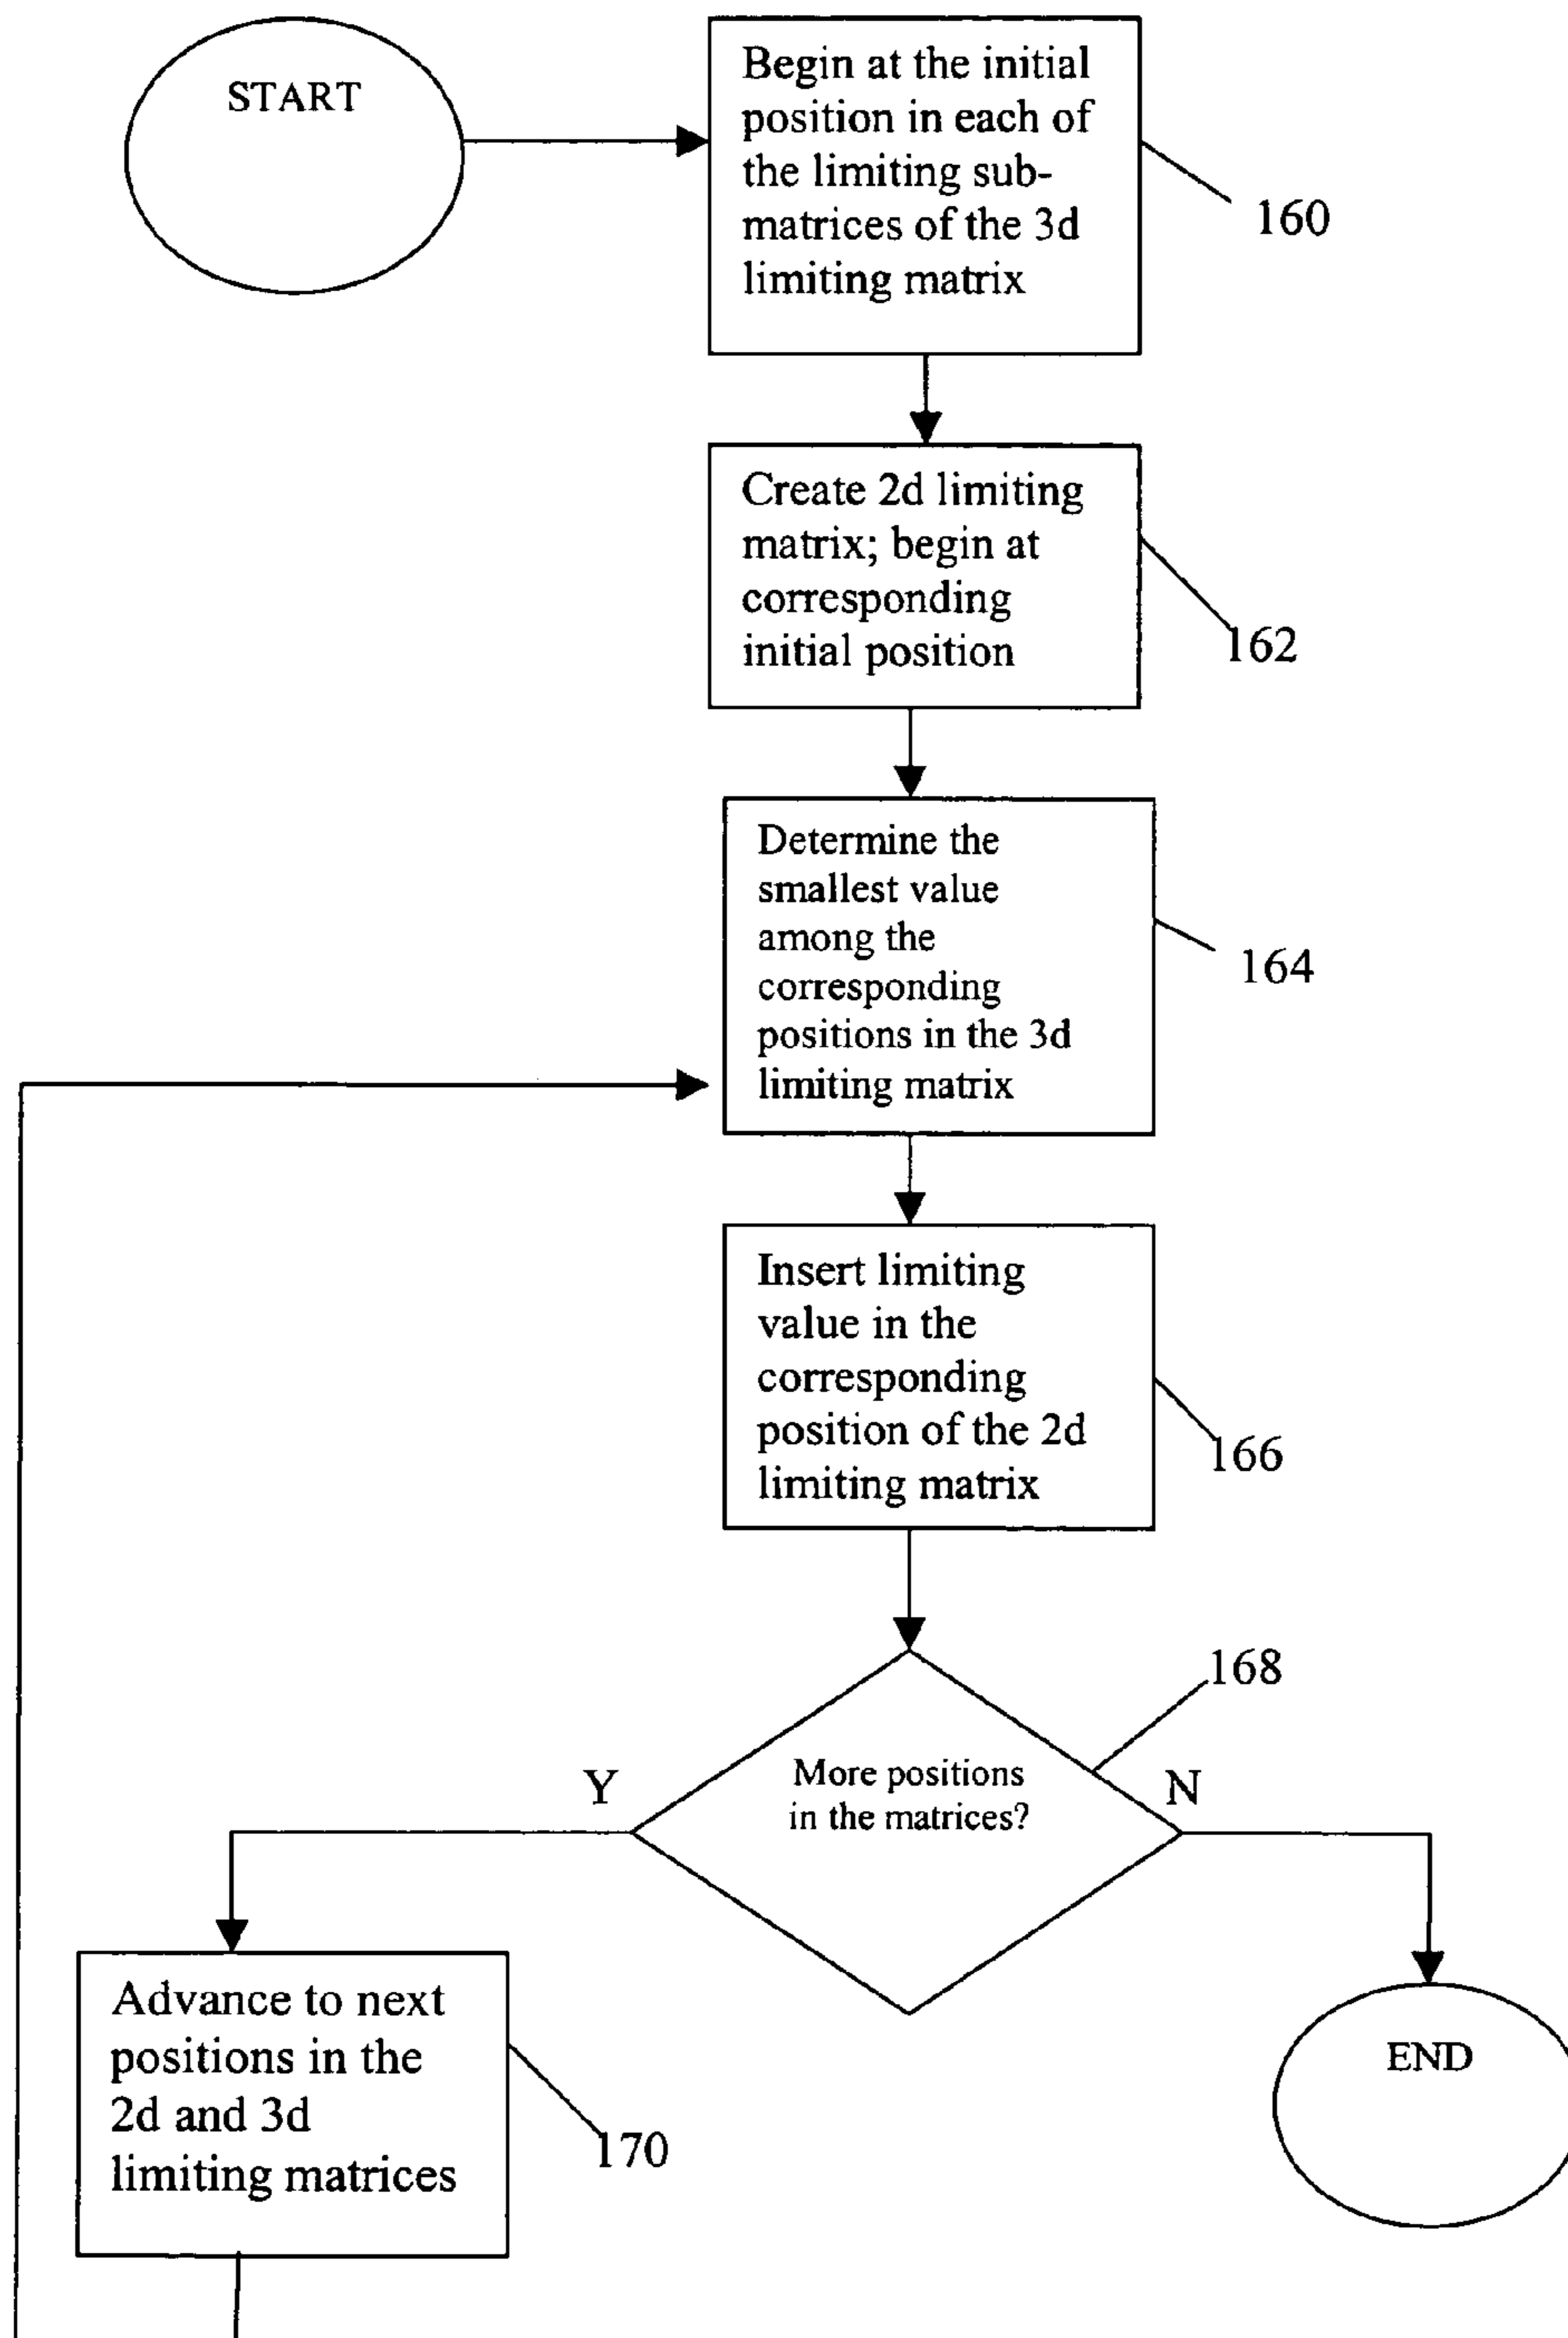 START
Begin at the initial
position in each of
the limiting sub-
matrices of the 3d
limiting matrix
160
Create 2d limiting
matrix; begin at
corresponding
initial position
162
Determine the
smallest value
among the
corresponding
positions in the 3d
limiting matrix
164
Insert limiting
value in the
corresponding
position of the 2d
limiting matrix
166
168
More positions
in the matrices?
Y
N
Advance to next
positions in the
2d and 3d
limiting matrices
170
END